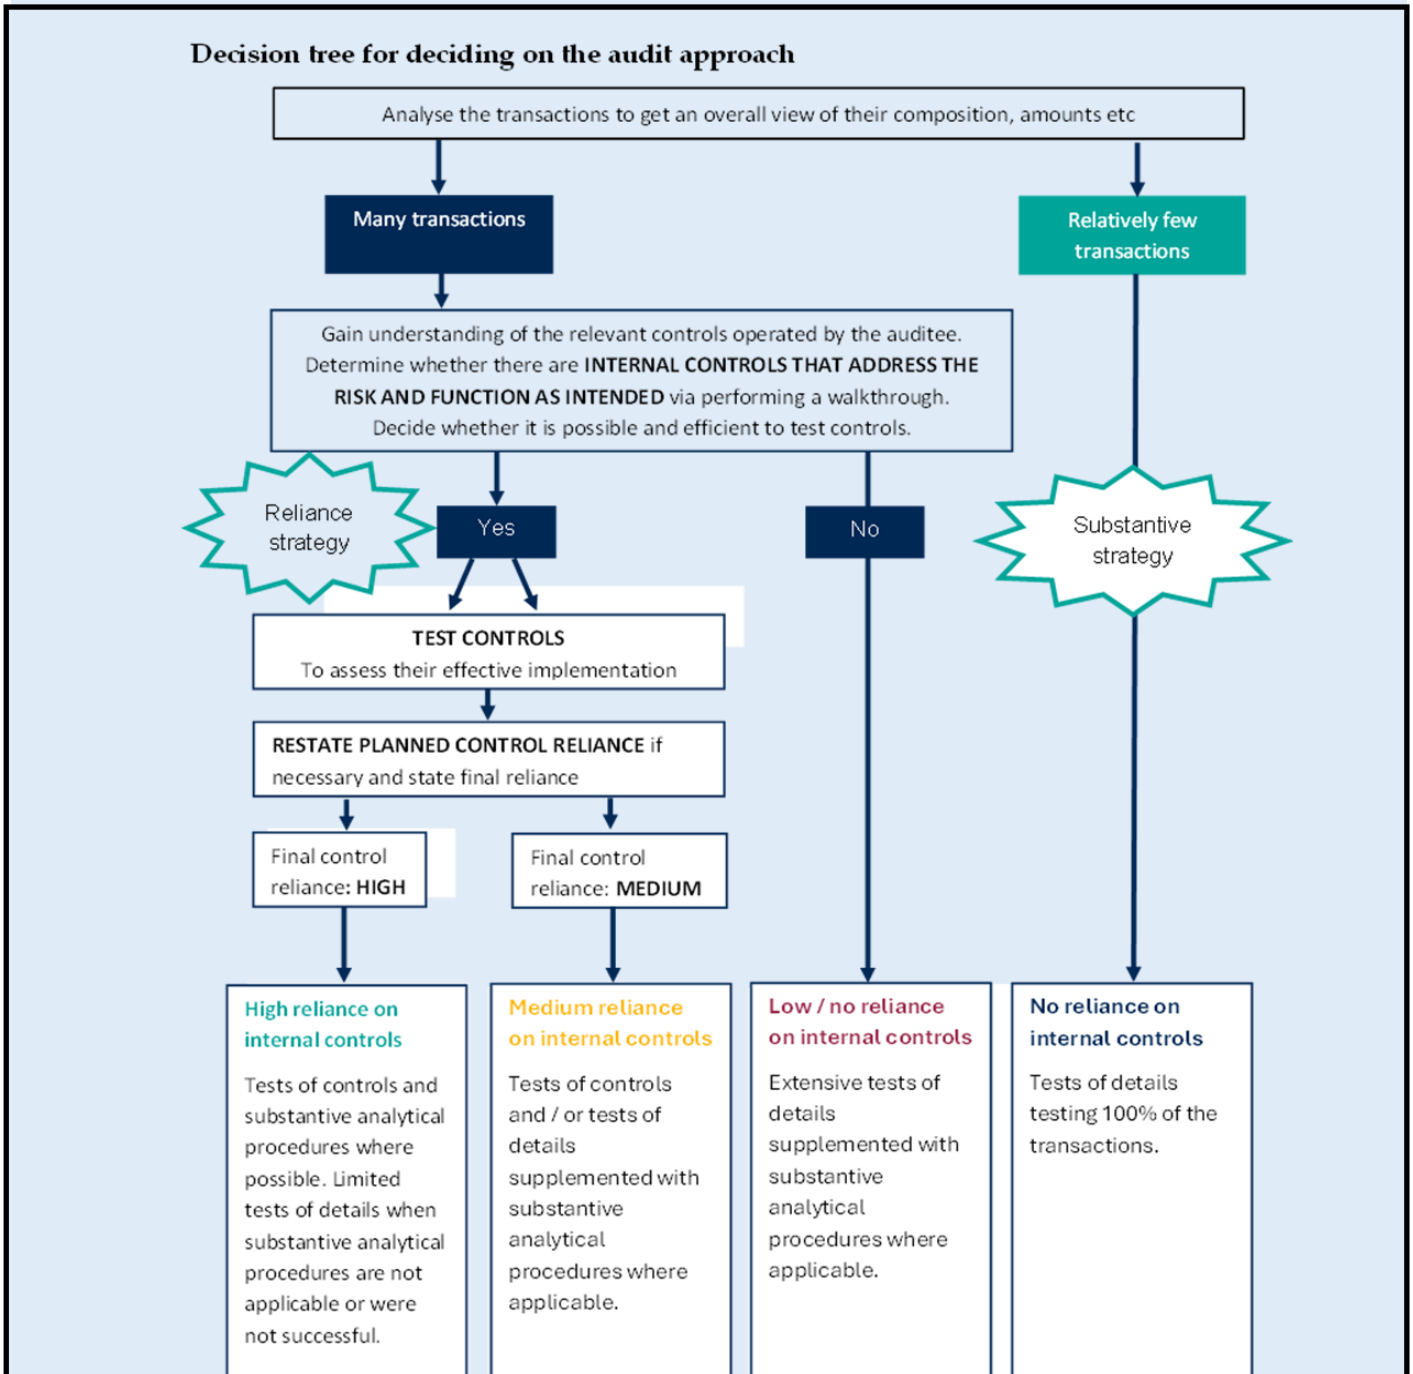 Decision tree for deciding on the audit approach
Analyse the transactions to get an overall view of their composition, amounts etc
Many transactions
Relatively few
transactions
Gain understanding of the relevant controls operated by the auditee.
Determine whether there are INTERNAL CONTROLS THAT ADDRESS THE
RISK AND FUNCTION AS INTENDED via performing a walkthrough.
Decide whether it is possible and efficient to test controls.
Reliance
strategy
Yes
No
Substantive
strategy
TEST CONTROLS
To assess their effective implementation
RESTATE PLANNED CONTROL RELIANCE if
necessary and state final reliance
Final control
reliance: HIGH
Final control
reliance: MEDIUM
High reliance on
internal controls
Tests of controls and
substantive analytical
procedures where
possible. Limited
tests of details when
substantive analytical
procedures are not
applicable or were
not successful.
Medium reliance
on internal controls
Tests of controls
and / or tests of
details
supplemented with
substantive
analytical
procedures where
applicable.
Low / no reliance
on internal controls
Extensive tests of
details
supplemented with
substantive
analytical
procedures where
applicable.
No reliance on
internal controls
Tests of details
testing 100% of the
transactions.